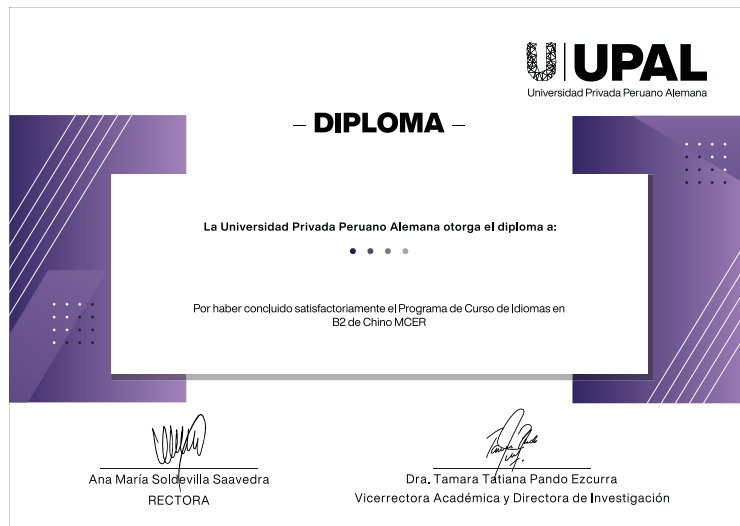 UPAL
Universidad Privada Peruano Alemana
– DIPLOMA –
La Universidad Privada Peruano Alemana otorga el diploma a:
Por haber concluido satisfactoriamente el Programa de Curso de Idiomas en
B2 de Chino MCER
Ana María Soldevilla Saavedra
RECTORA
Dra. Tamara Tatiana Pando Ezcurra
Vicerrectora Académica y Directora de Investigación